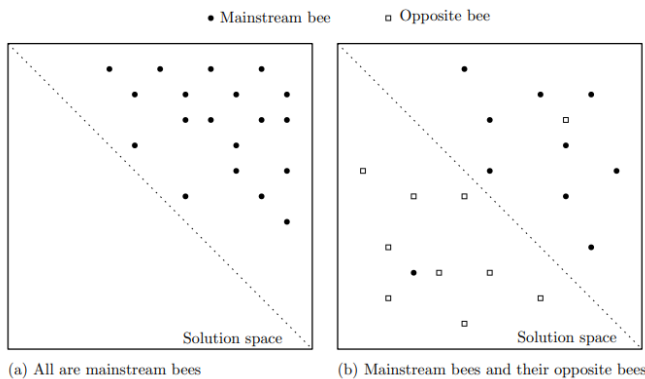 Mainstream bee
Opposite bee
Solution space
Solution space
(a) All are mainstream bees
(b) Mainstream bees and their opposite bees